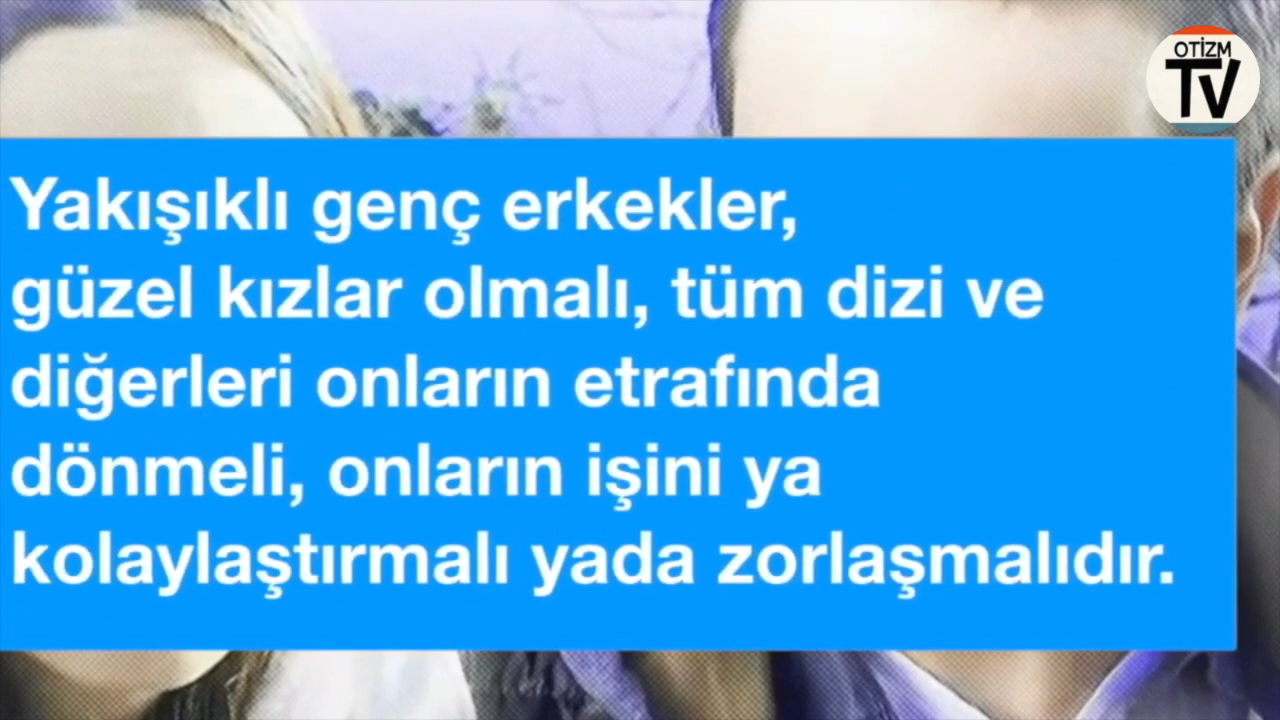 OTİZM
TV
Yakışıklı genç erkekler,
güzel kızlar olmalı, tüm dizi ve
diğerleri onların etrafında
dönmeli, onların işini ya
kolaylaştırmalı yada zorlaşmalıdır.